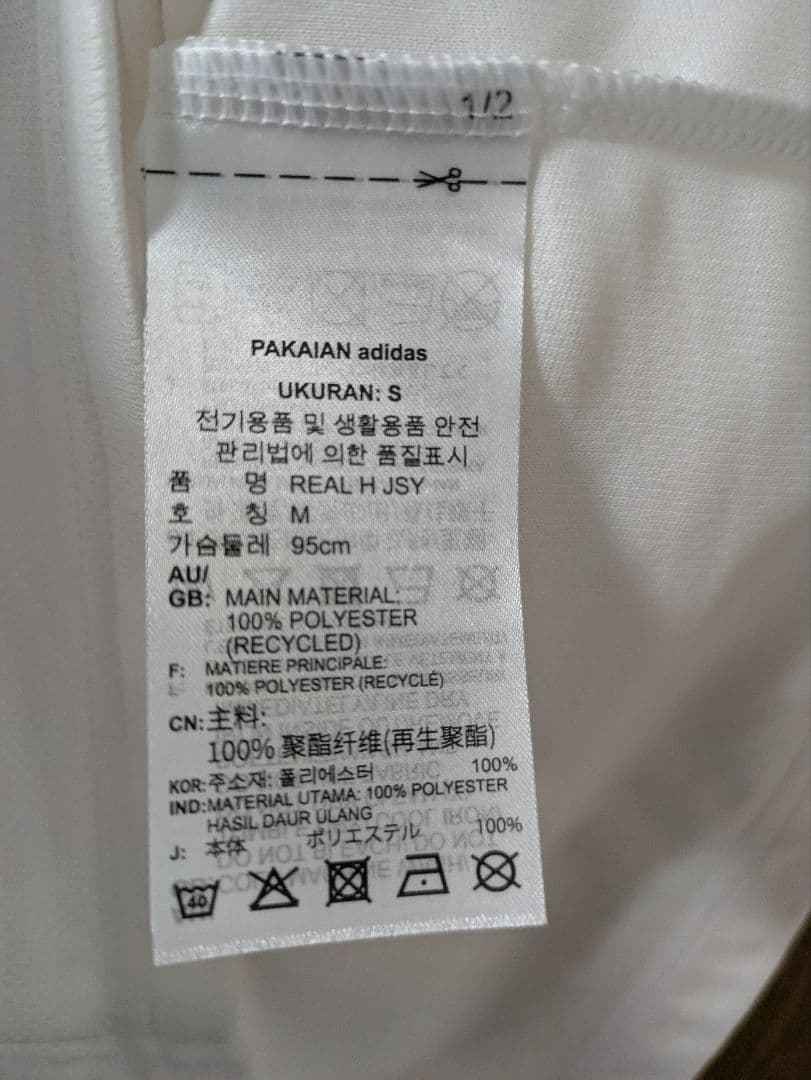 1/2
PAKAIAN adidas
UKURAN: S
전기용품 및 생활용품 안전
관리법에 의한 품질표시
품 명 REAL H JSY
호 칭 M
가슴둘레 95cm
AU/
GB: MAIN MATERIAL:
100% POLYESTER
(RECYCLED)
F: MATIERE PRINCIPALE:
100% POLYESTER (RECYCLÉ)
CN: 主料:
100% 聚酯纤维(再生聚酯)
KOR: 주소재: 폴리에스터 100%
IND: MATERIAL UTAMA: 100% POLYESTER
HASIL DAUR ULANG
J: 本体 ポリエステル 100%
40